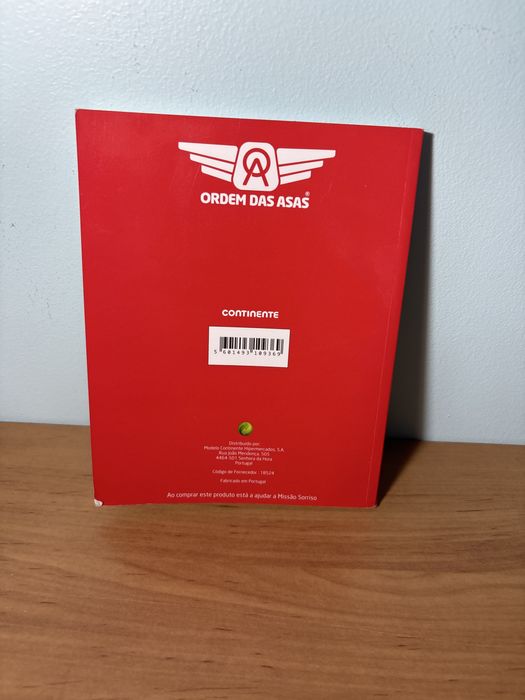 OA
ORDEM DAS ASAS®
CONTINENTE
5 601493 109369
Distribuído por:
Modelo Continente Hipermercados, S.A.
Rua João Mendonça, 505
4464-501 Senhora da Hora
Portugal
Código de Fornecedor : 18524
Fabricado em Portugal
Ao comprar este produto está a ajudar a Missão Sorriso